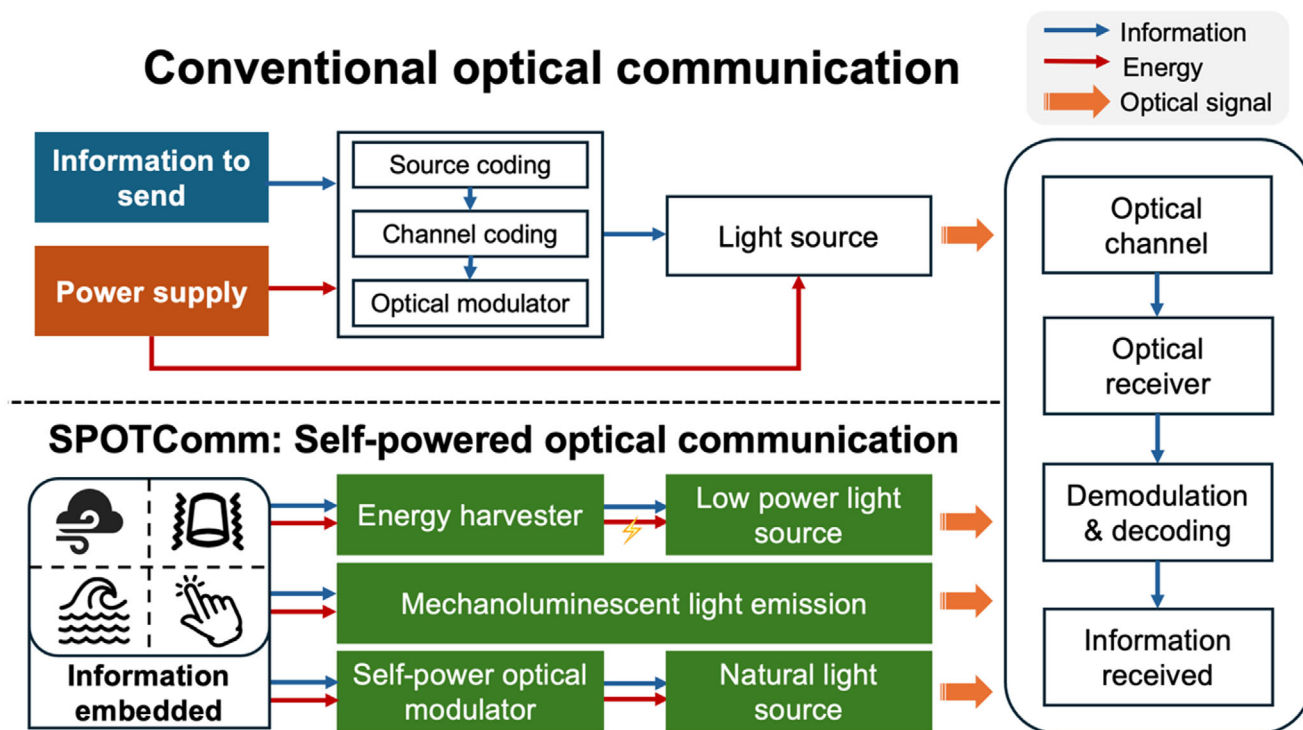 Conventional optical communication
Information
Energy
Optical signal
Information to
send
Power supply
Source coding
Channel coding
Optical modulator
Light source
Optical
channel
Optical
receiver
Demodulation
& decoding
Information
received
SPOTComm: Self-powered optical communication
Information
embedded
Energy harvester
Low power light
source
Mechanoluminescent light emission
Self-power optical
modulator
Natural light
source